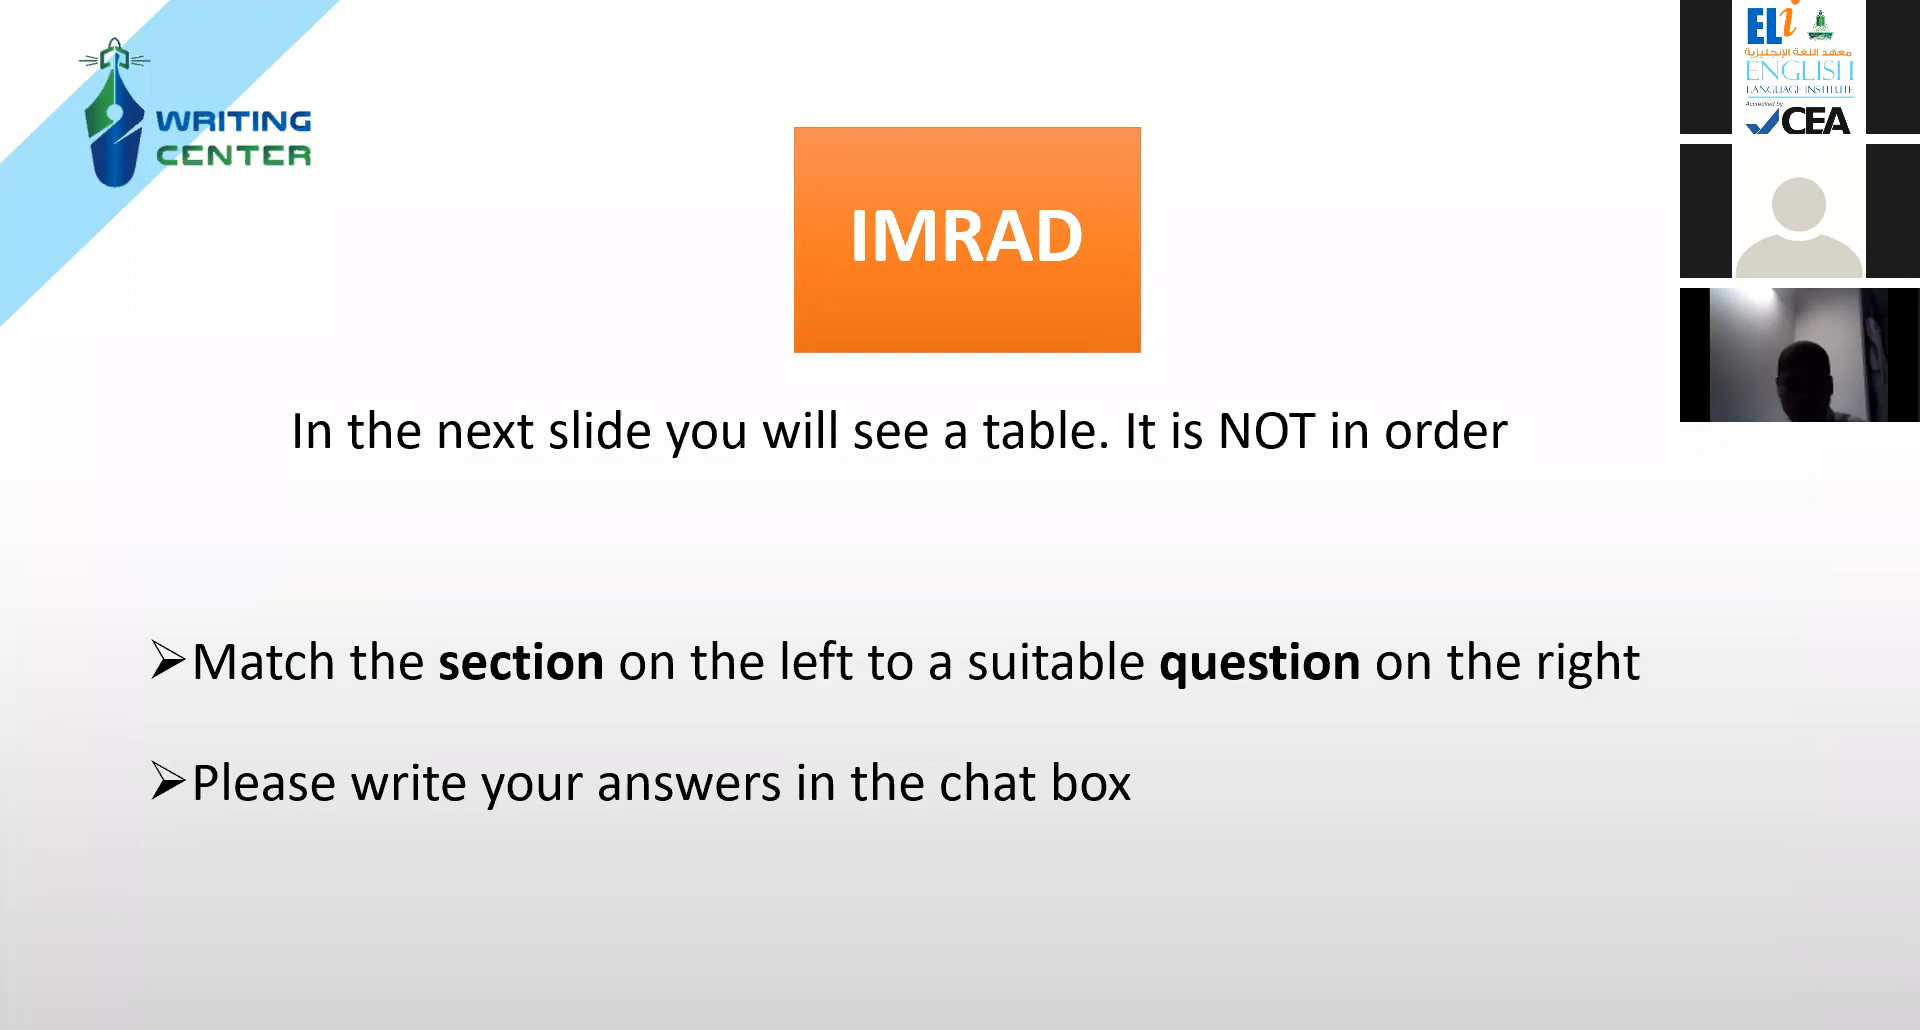 WRITING
CENTER
IMRAD
In the next slide you will see a table. It is NOT in order
➢Match the section on the left to a suitable question on the right
➢Please write your answers in the chat box
ELi
معهد اللغة الإنجليزية
ENGLISH
LANGUAGE INSTITUTE
Accredited by
CEA